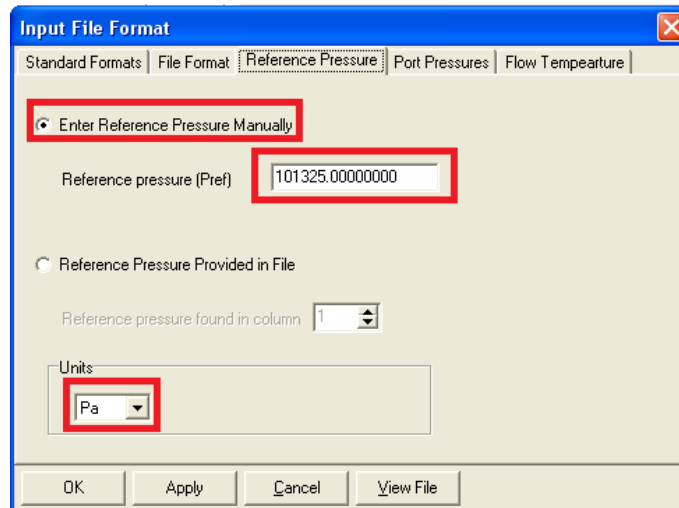 Input File Format
Standard Formats File Format Reference Pressure Port Pressures Flow Tempearture
Enter Reference Pressure Manually
Reference pressure (Pref) 101325.00000000
Reference Pressure Provided in File
Reference pressure found in column 1
Units
Pa
OK Apply Cancel View File